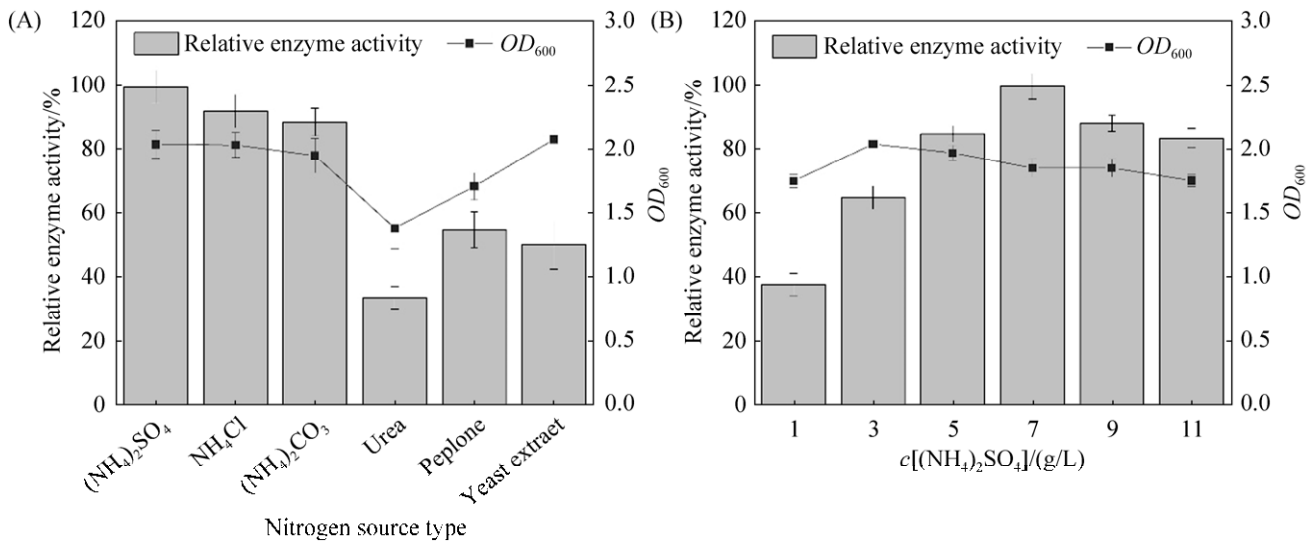 (A)
Relative enzyme activity
OD600
Relative enzyme activity/%
120
100
80
60
40
20
0
3.0
2.5
2.0
1.5
1.0
0.5
0.0
OD600
(NH4)2SO4
NH4Cl
(NH4)2CO3
Urea
Peplone
Yeast extraet
Nitrogen source type
(B)
Relative enzyme activity
OD600
Relative enzyme activity/%
120
100
80
60
40
20
0
3.0
2.5
2.0
1.5
1.0
0.5
0.0
OD600
1 3 5 7 9 11
c[(NH4)2SO4]/(g/L)